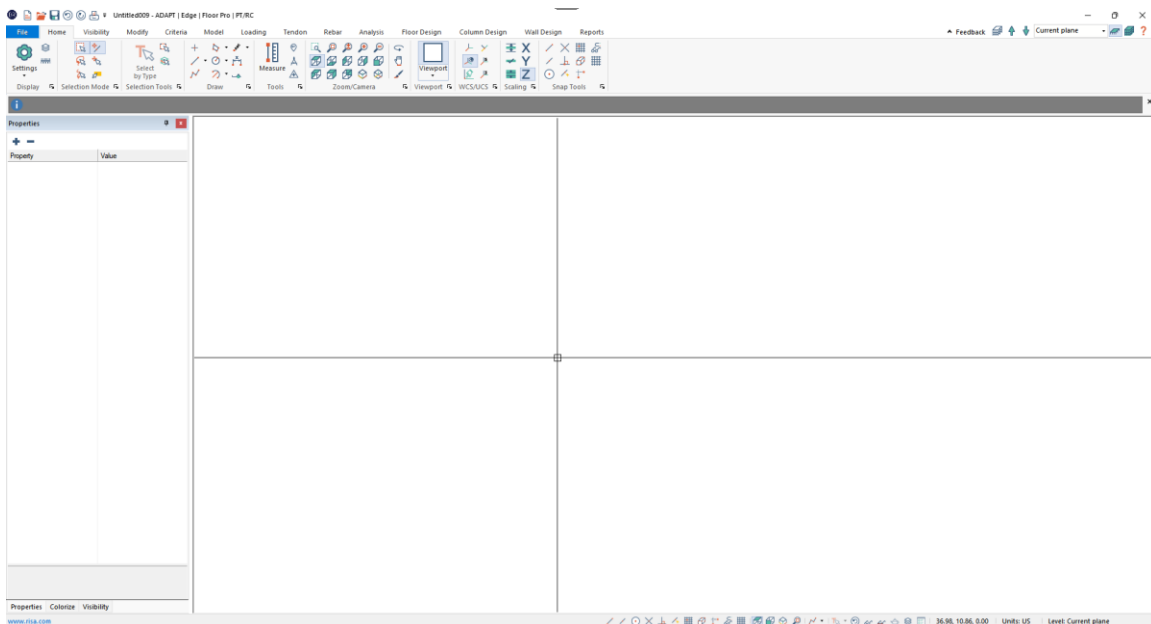 Untitled009 - ADAPT | Edge | Floor Pro | PT/RC
File Home Visibility Modify Criteria Model Loading Tendon Rebar Analysis Floor Design Column Design Wall Design Reports Feedback Current plane
Settings Select by Type Measure Viewport X Y Z
Display Selection Mode Selection Tools Draw Tools Zoom/Camera Viewport WCS/UCS Scaling Snap Tools
Properties
Property Value
Properties Colorize Visibility
www.risa.com 36.98, 10.86, 0.00 Units: US Level: Current plane